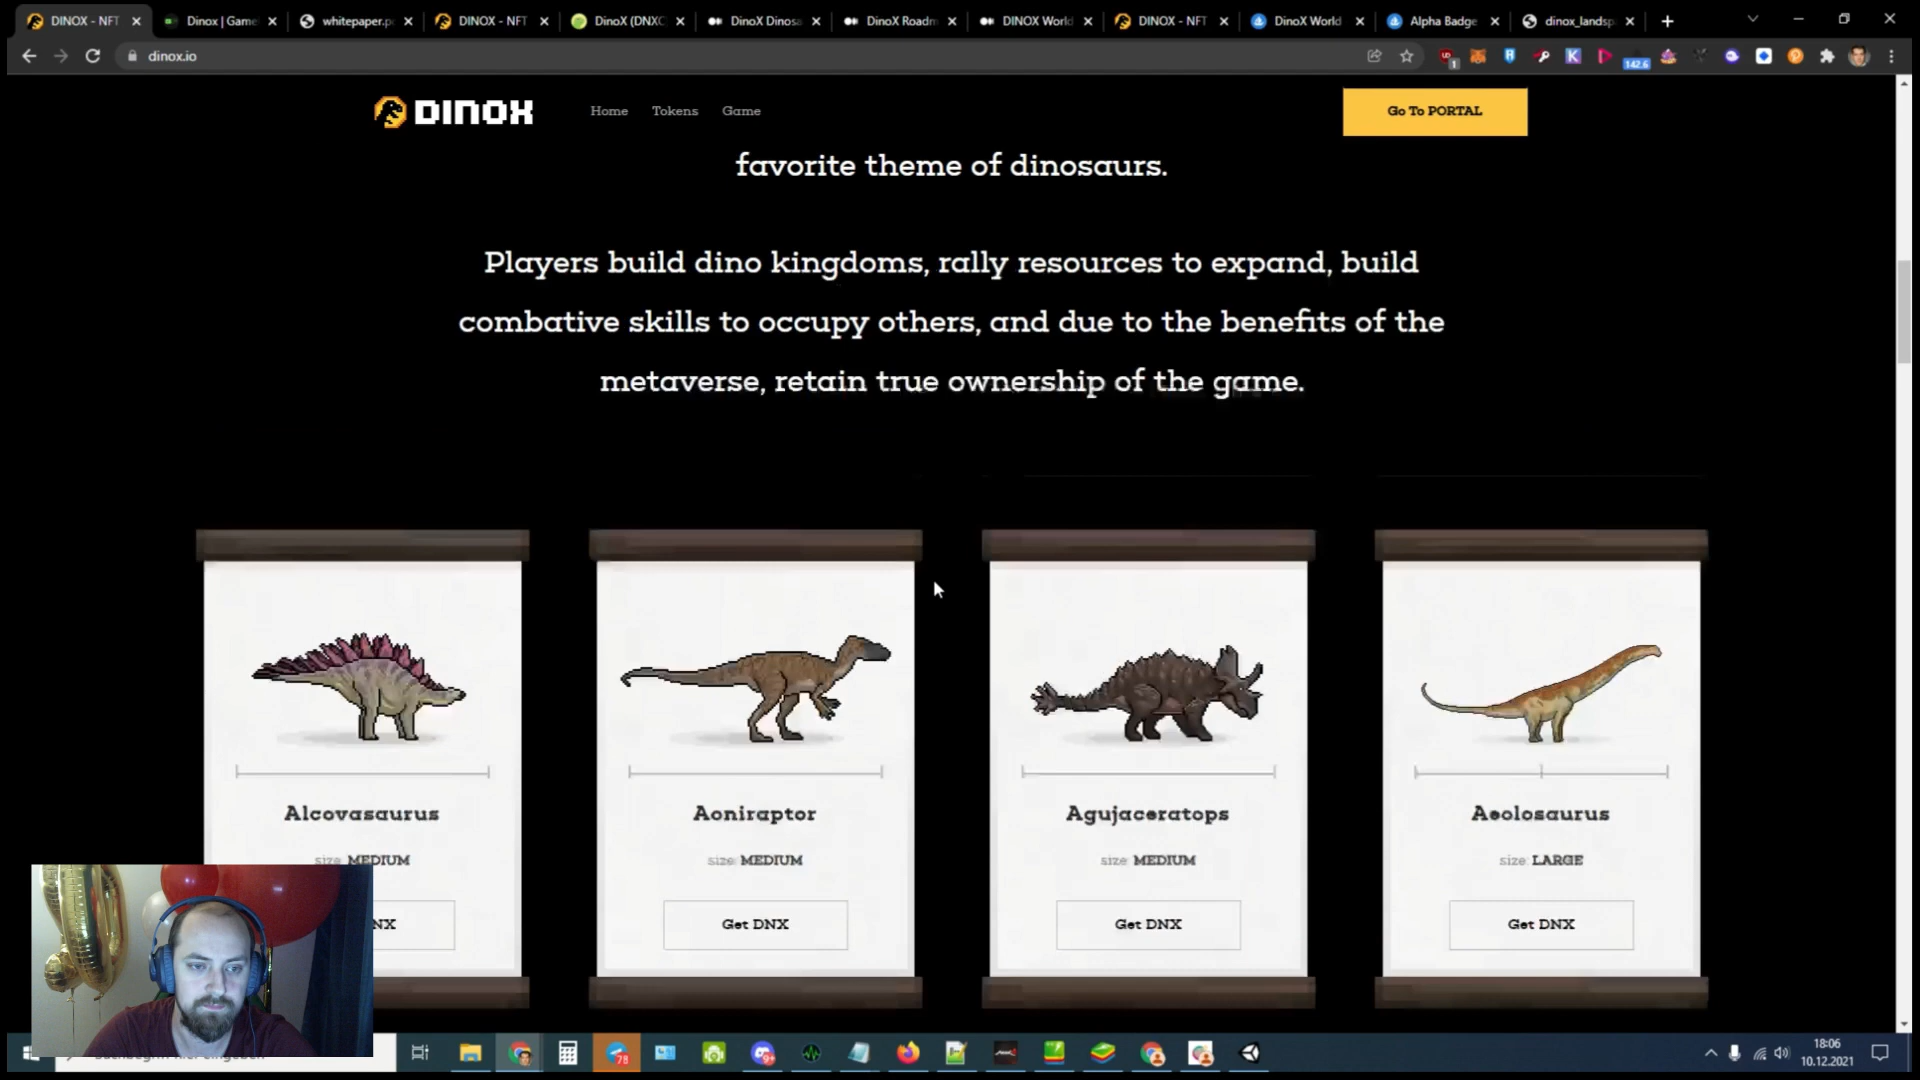 DINOX - NFT
Dinox | Game
whitepaper.p
DINOX - NFT
DinoX (DNXC
DinoX Dinosa
DinoX Roadm
DINOX World
DINOX - NFT
DinoX World
Alpha Badge
dinox_landsp
dinox.io
1
142.6
DINOX
Home
Tokens
Game
Go To PORTAL
favorite theme of dinosaurs.
Players build dino kingdoms, rally resources to expand, build
combative skills to occupy others, and due to the benefits of the
metaverse, retain true ownership of the game.
Alcovasaurus
size: MEDIUM
NX
Aoniraptor
size: MEDIUM
Get DNX
Agujaceratops
size: MEDIUM
Get DNX
Aeolosaurus
size: LARGE
Get DNX
78
18:06
10.12.2021